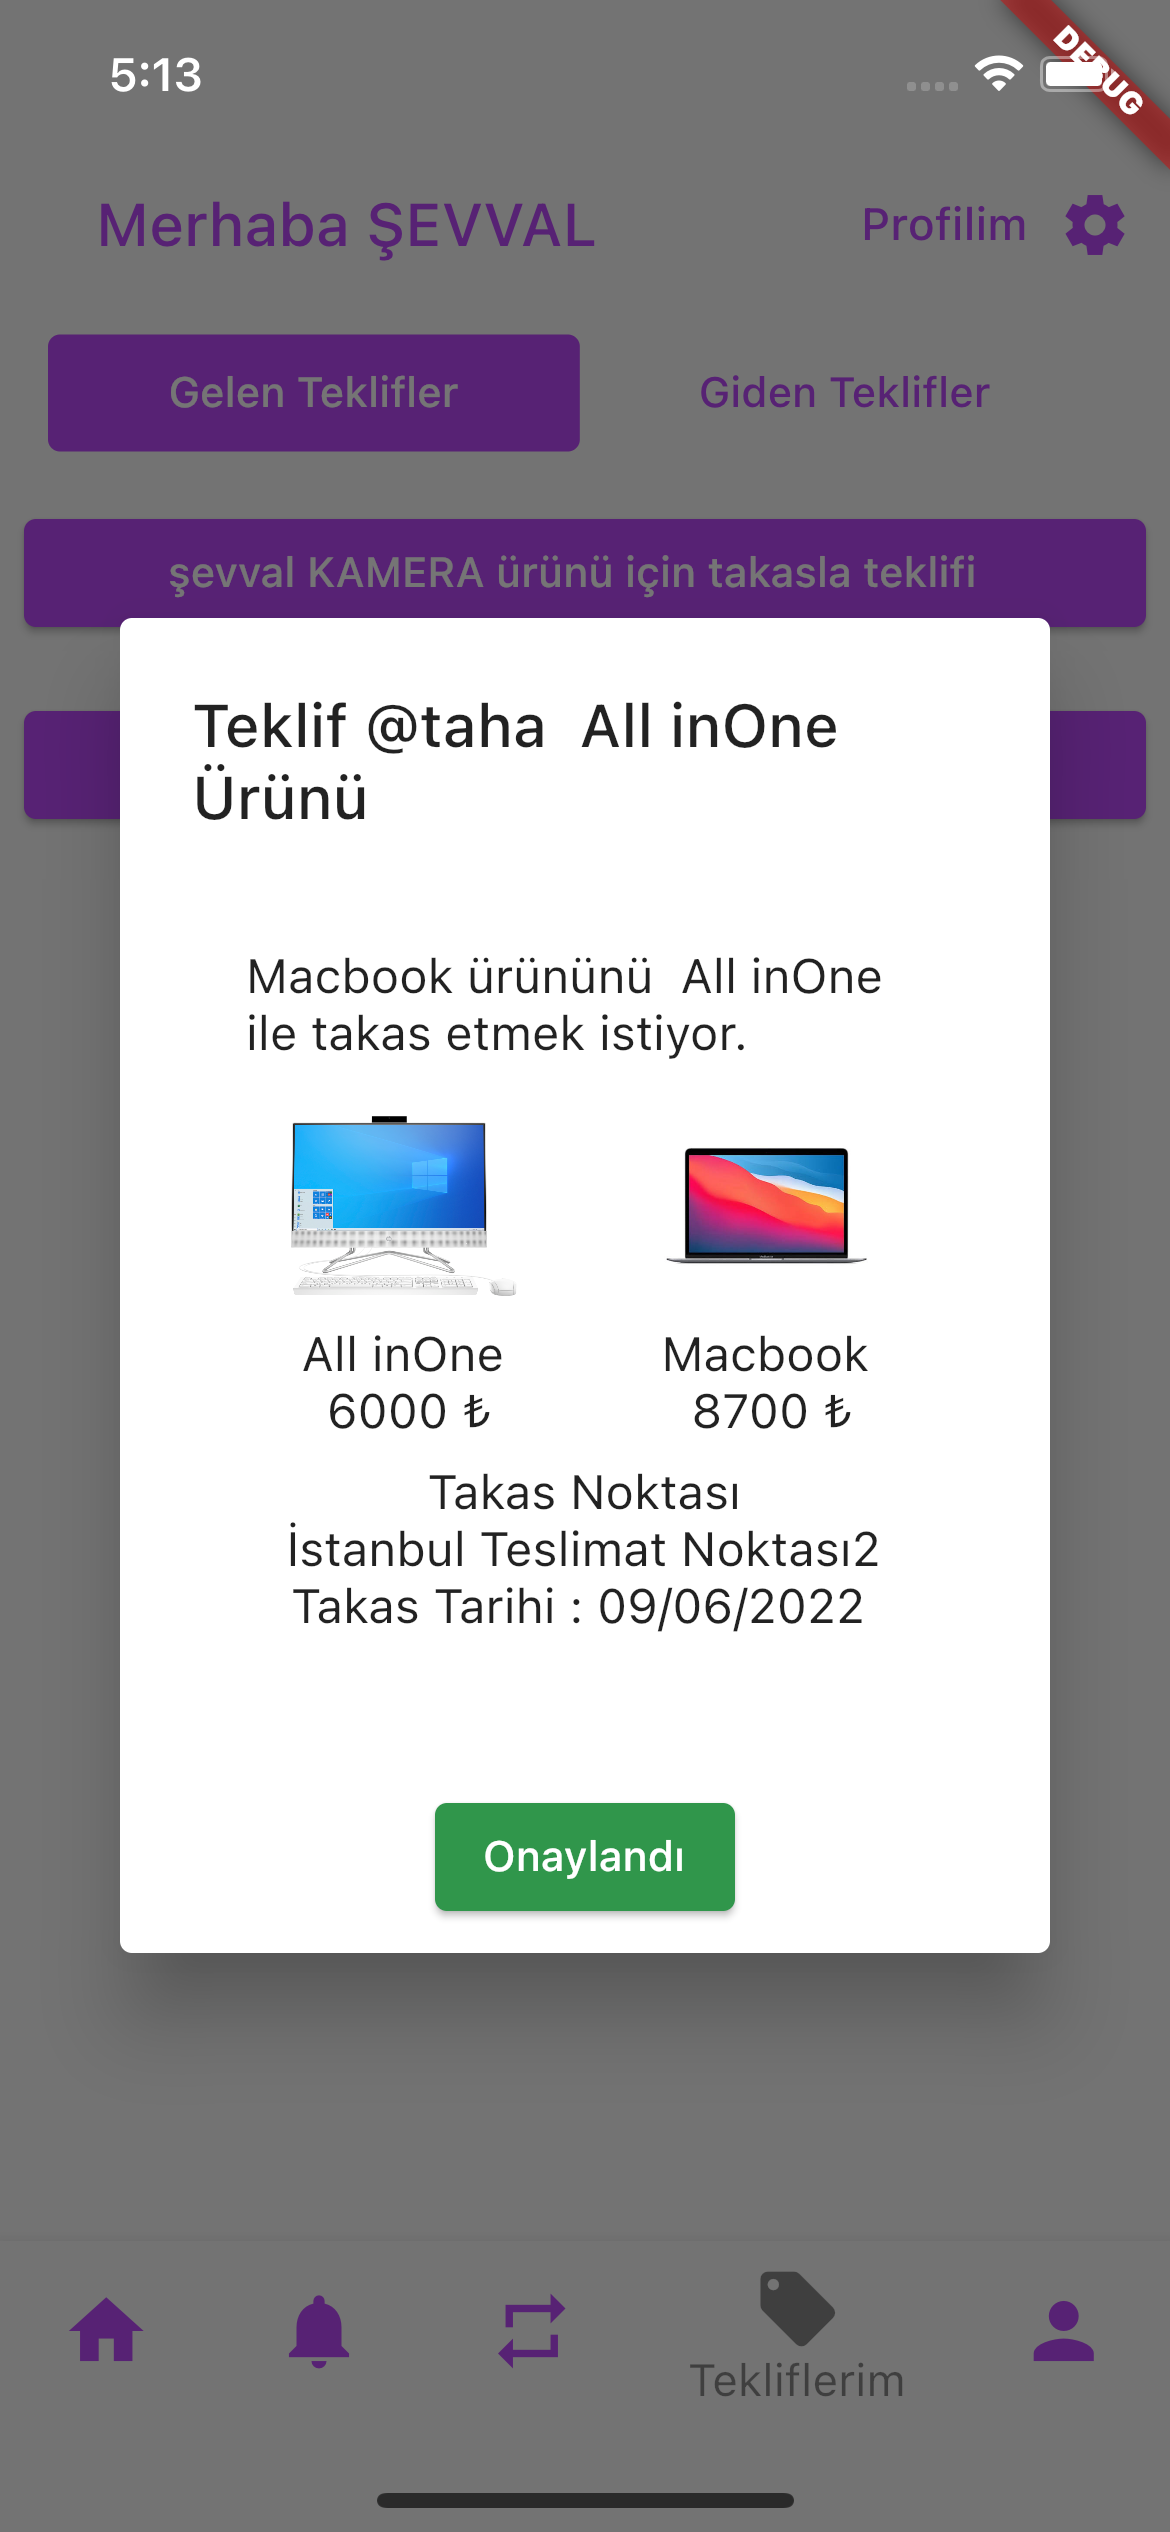 5:13
DEBUG
Merhaba ŞEVVAL
Profilim
Gelen Teklifler
Giden Teklifler
şevval KAMERA ürünü için takasla teklifi
Teklif @taha  All inOne
Ürünü
Macbook ürününü  All inOne
ile takas etmek istiyor.
All inOne
6000 ₺
Macbook
8700 ₺
Takas Noktası
İstanbul Teslimat Noktası2
Takas Tarihi : 09/06/2022
Onaylandı
Tekliflerim